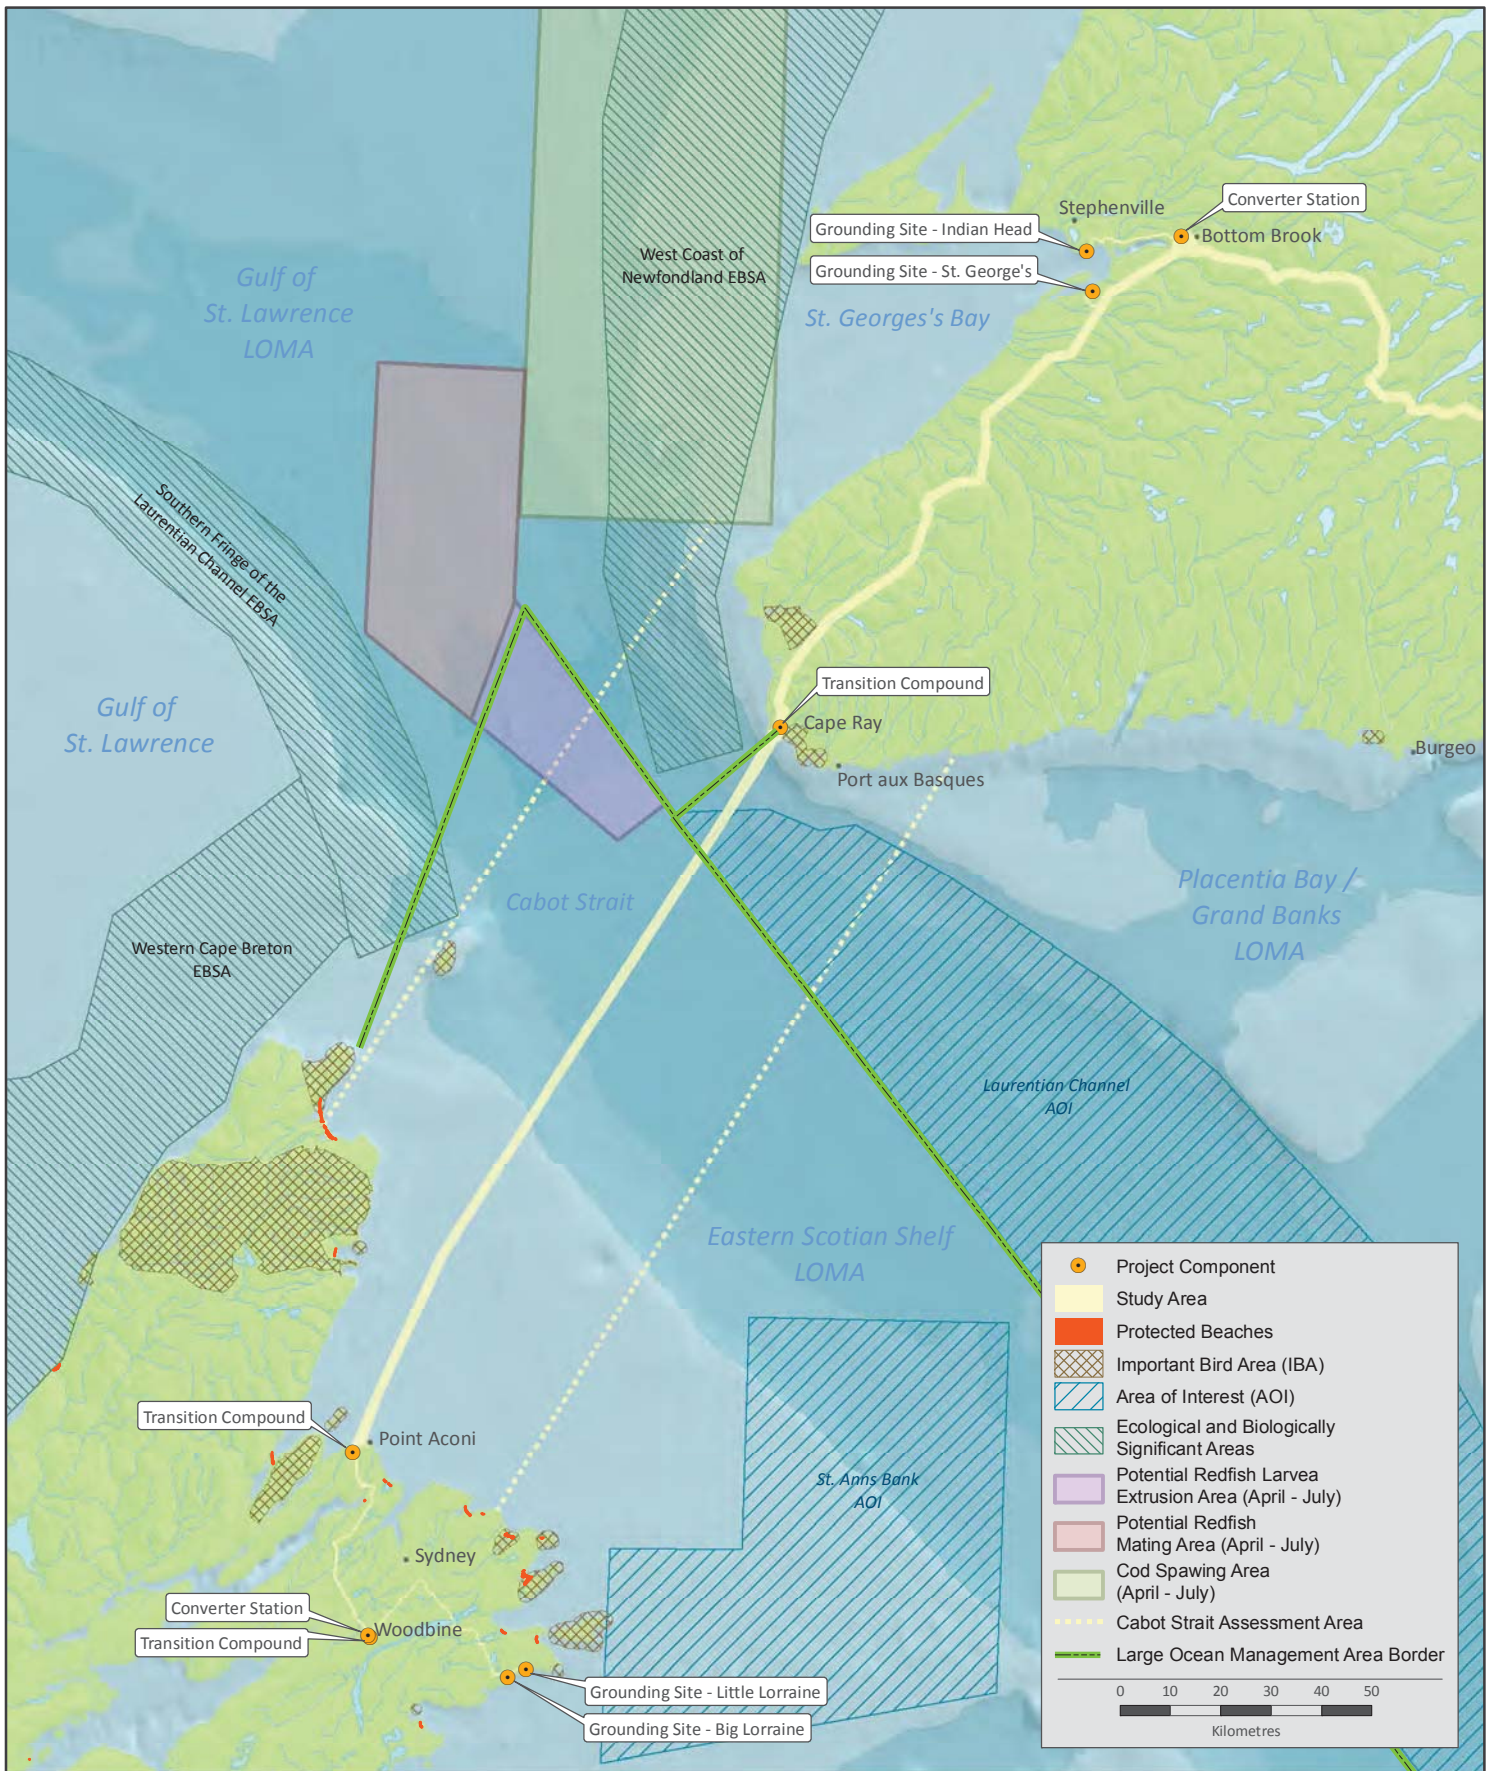 Stephenville
Converter Station
Grounding Site - Indian Head
Bottom Brook
West Coast of
Newfondland EBSA
Grounding Site - St. George's
Gulf of
St. Lawrence
LOMA
St. Georges's Bay
Southern Fringe of the
Laurentian Channel EBSA
Transition Compound
Gulf of
St. Lawrence
Cape Ray
Burgeo
Port aux Basques
Cabot Strait
Placentia Bay /
Grand Banks
LOMA
Western Cape Breton
EBSA
Laurentian Channel
AOI
Eastern Scotian Shelf
LOMA
Transition Compound
Point Aconi
St. Anns Bank
AOI
Sydney
Converter Station
Woodbine
Transition Compound
Grounding Site - Little Lorraine
Grounding Site - Big Lorraine
Project Component
Study Area
Protected Beaches
Important Bird Area (IBA)
Area of Interest (AOI)
Ecological and Biologically
Significant Areas
Potential Redfish Larvea
Extrusion Area (April - July)
Potential Redfish
Mating Area (April - July)
Cod Spawing Area
(April - July)
Cabot Strait Assessment Area
Large Ocean Management Area Border
0 10 20 30 40 50
Kilometres